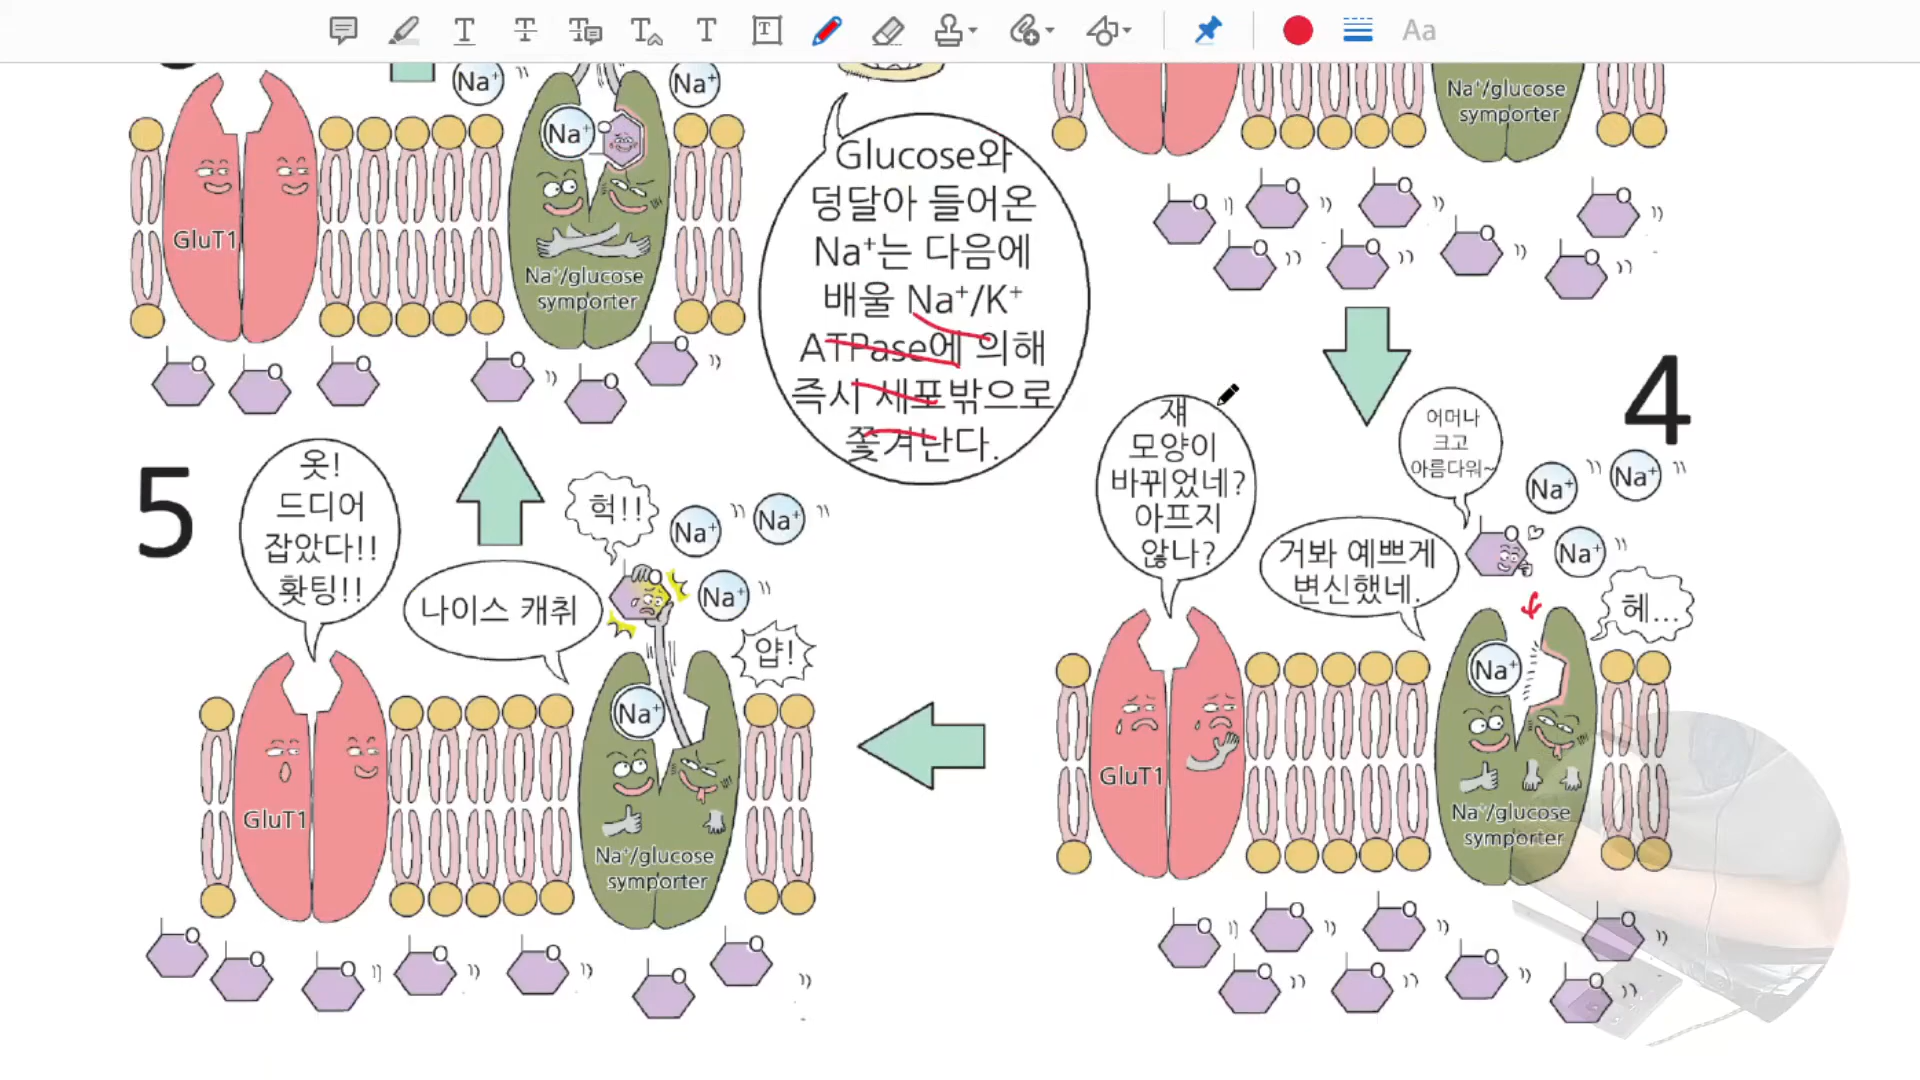 Na⁺
Na⁺
Na⁺
GluT1
Na⁺/glucose
symporter
Glucose와
덩달아 들어온
Na⁺는 다음에
배울 Na⁺/K⁺
ATPase에 의해
즉시 세포밖으로
쫓겨난다.
Na⁺/glucose
symporter
4
쟤
모양이
바뀌었네?
아프지
않나?
어머나
크고
아름다워~
거봐 예쁘게
변신했네.
Na⁺
Na⁺
Na⁺
헤...
Na⁺
GluT1
Na⁺/glucose
symporter
5
옷!
드디어
잡았다!!
홧팅!!
나이스 캐취
헉!!
Na⁺
Na⁺
Na⁺
얍!
Na⁺
GluT1
Na⁺/glucose
symporter